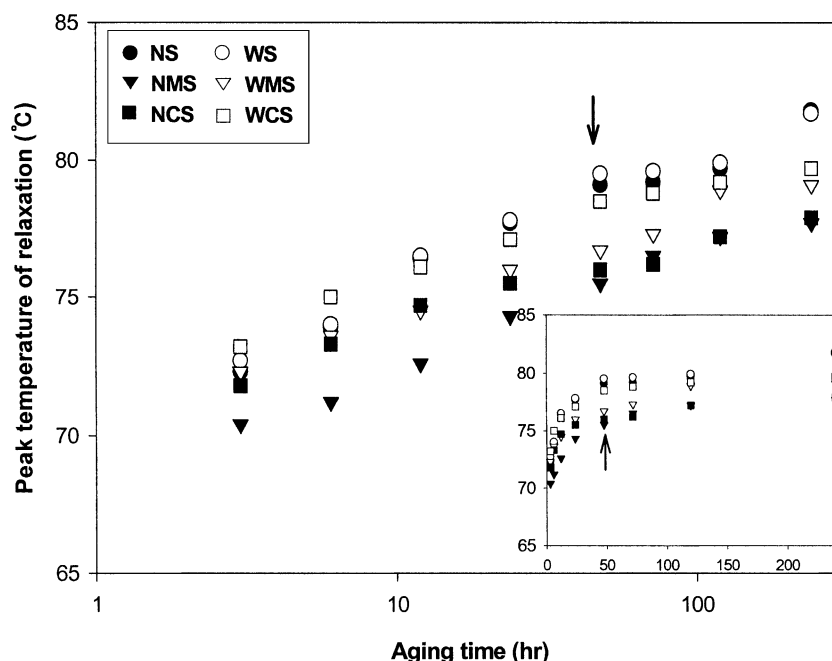 85
80
75
70
65
Peak temperature of relaxation (°C)
NS WS
NMS WMS
NCS WCS
85
80
75
70
65
0 50 100 150 200
1 10 100
Aging time (hr)